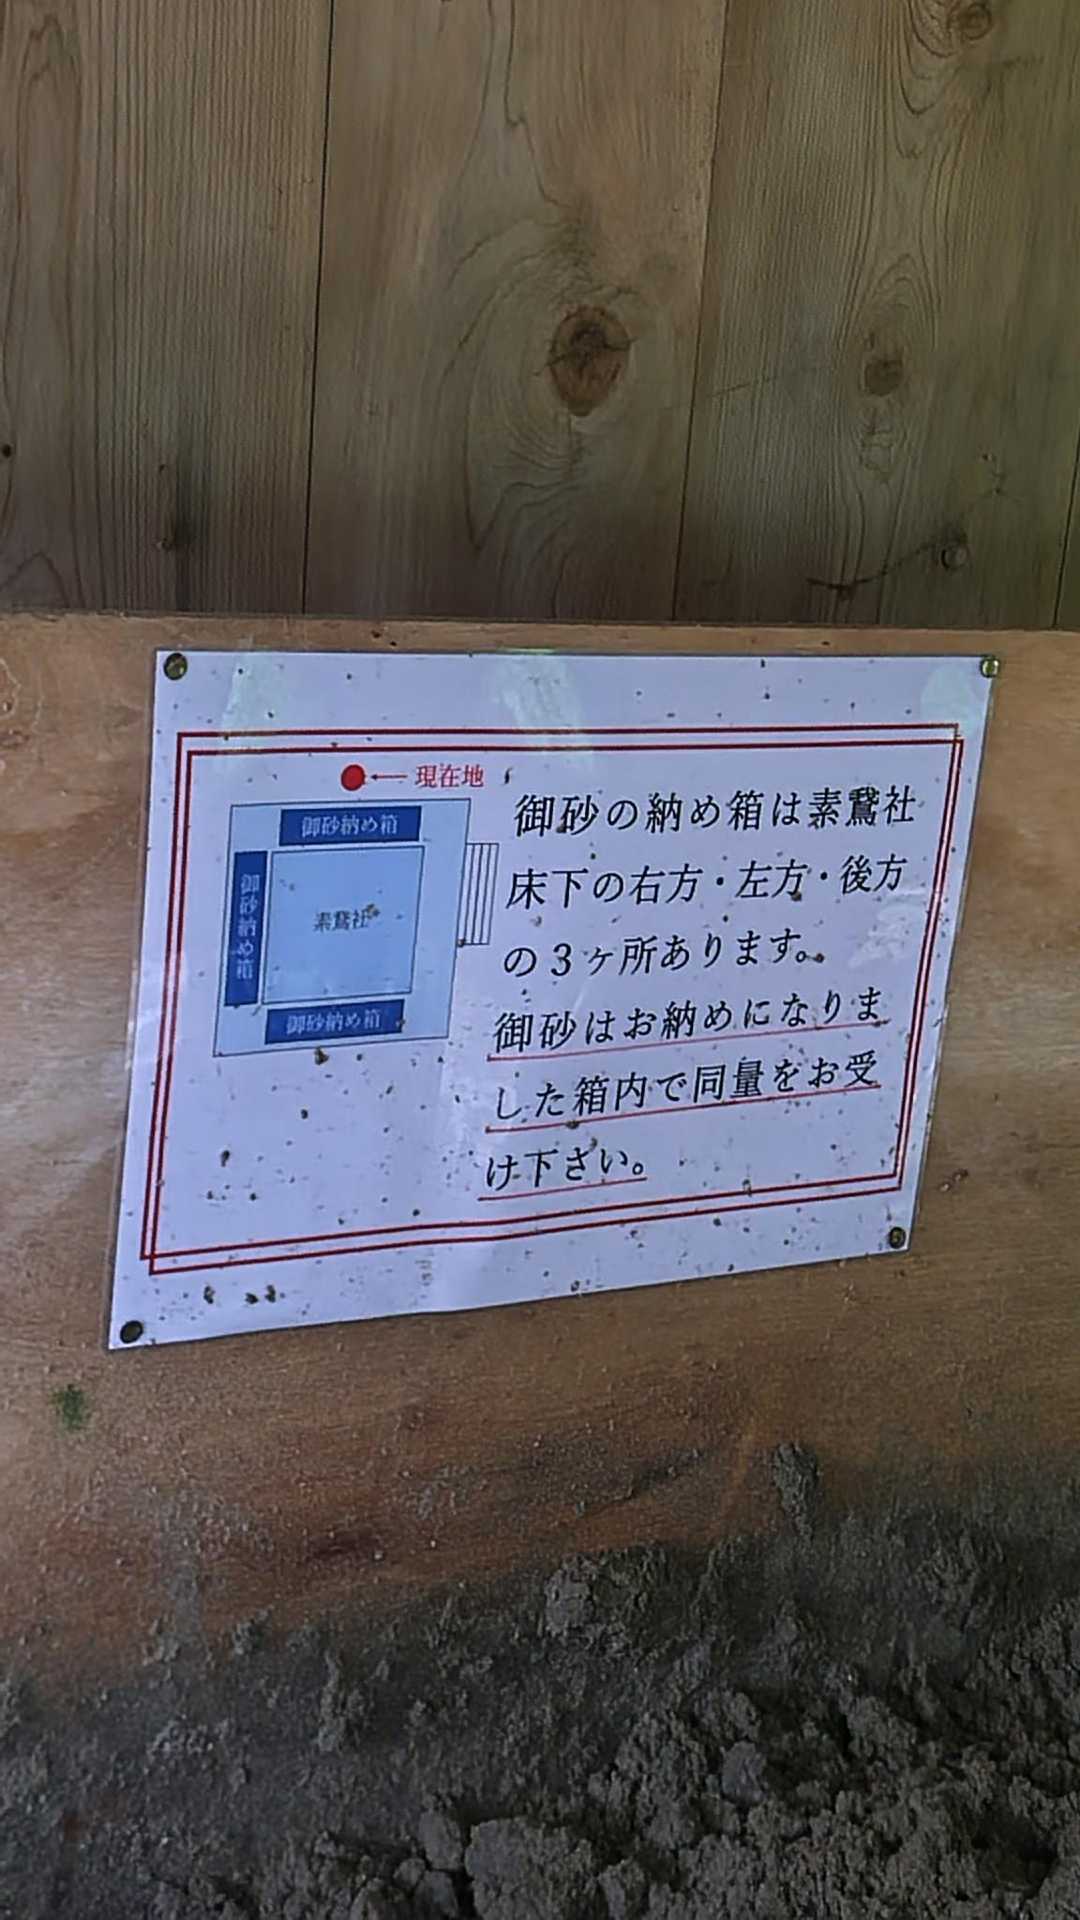 現在地
御砂納め箱
御砂納め箱
素鵞社
御砂納め箱
御砂の納め箱は素鵞社
床下の右方・左方・後方
の3ヶ所あります。
御砂はお納めになりま
した箱内で同量をお受
け下さい。